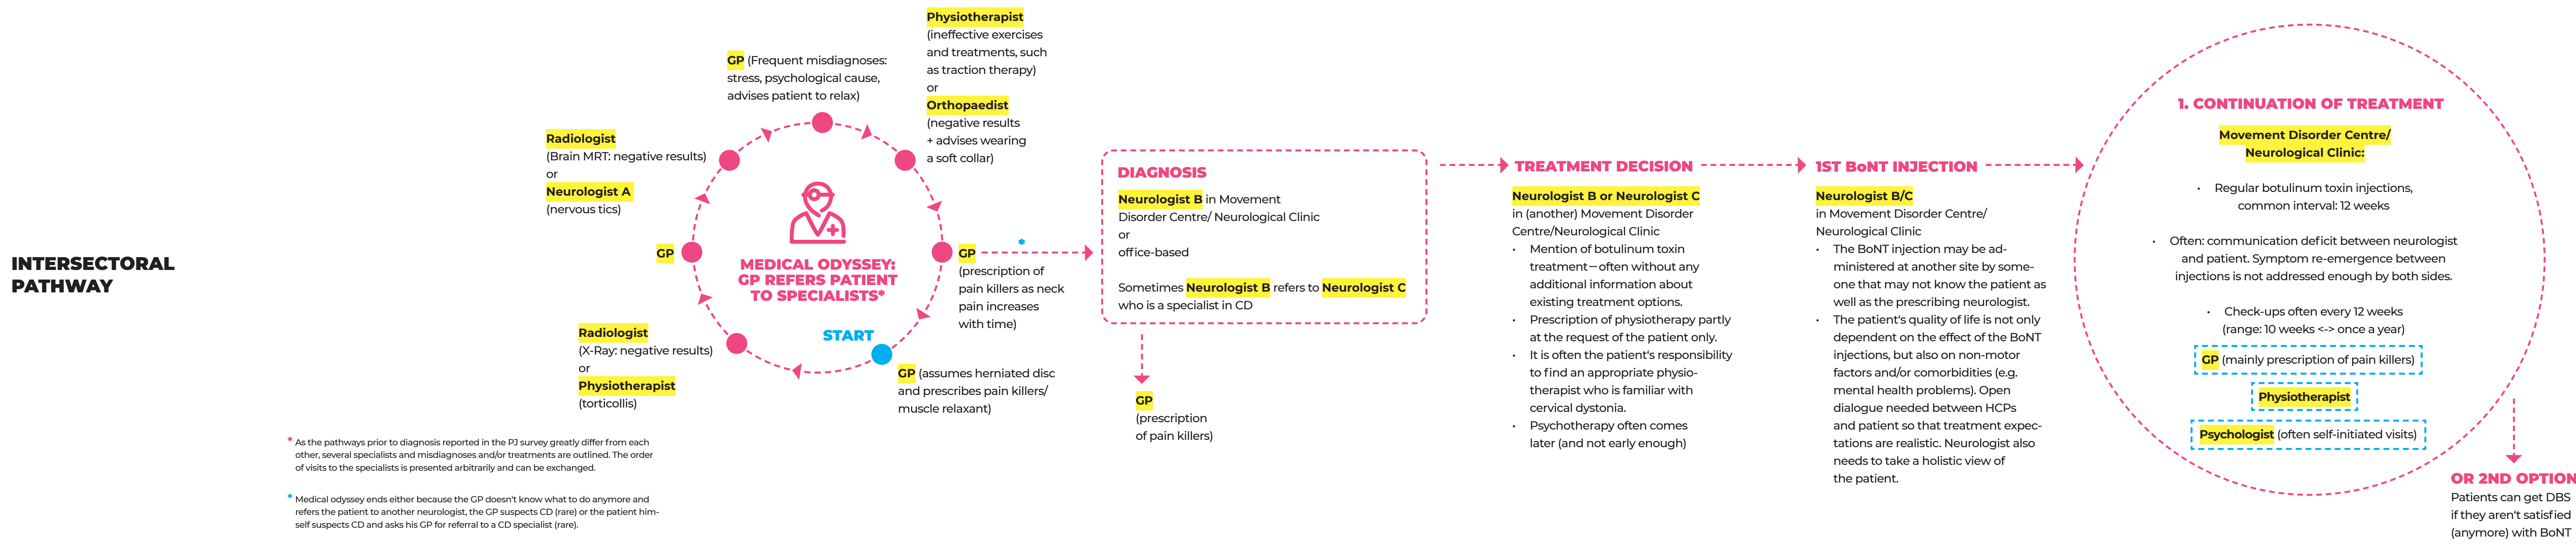 INTERSECTORAL
PATHWAY
Radiologist
(Brain MRT: negative results)
or
Neurologist A
(nervous tics)
GP (Frequent misdiagnoses:
stress, psychological cause,
advises patient to relax)
Physiotherapist
(ineffective exercises
and treatments, such
as traction therapy)
or
Orthopaedist
(negative results
+ advises wearing
a soft collar)
GP
MEDICAL ODYSSEY:
GP REFERS PATIENT
TO SPECIALISTS*
START
Radiologist
(X-Ray: negative results)
or
Physiotherapist
(torticollis)
GP (assumes herniated disc
and prescribes pain killers/
muscle relaxant)
GP
(prescription of
pain killers as neck
pain increases
with time)
*
* As the pathways prior to diagnosis reported in the PJ survey greatly differ from each
other, several specialists and misdiagnoses and/or treatments are outlined. The order
of visits to the specialists is presented arbitrarily and can be exchanged.
* Medical odyssey ends either because the GP doesn't know what to do anymore and
refers the patient to another neurologist, the GP suspects CD (rare) or the patient him-
self suspects CD and asks his GP for referral to a CD specialist (rare).
DIAGNOSIS
Neurologist B in Movement
Disorder Centre/ Neurological Clinic
or
office-based
Sometimes Neurologist B refers to Neurologist C
who is a specialist in CD
GP
(prescription
of pain killers)
TREATMENT DECISION
Neurologist B or Neurologist C
in (another) Movement Disorder
Centre/Neurological Clinic
• Mention of botulinum toxin
treatment—often without any
additional information about
existing treatment options.
• Prescription of physiotherapy partly
at the request of the patient only.
• It is often the patient's responsibility
to find an appropriate physio-
therapist who is familiar with
cervical dystonia.
• Psychotherapy often comes
later (and not early enough)
1ST BoNT INJECTION
Neurologist B/C
in Movement Disorder Centre/
Neurological Clinic
• The BoNT injection may be ad-
ministered at another site by some-
one that may not know the patient as
well as the prescribing neurologist.
• The patient's quality of life is not only
dependent on the effect of the BoNT
injections, but also on non-motor
factors and/or comorbidities (e.g.
mental health problems). Open
dialogue needed between HCPs
and patient so that treatment expec-
tations are realistic. Neurologist also
needs to take a holistic view of
the patient.
1. CONTINUATION OF TREATMENT
Movement Disorder Centre/
Neurological Clinic:
• Regular botulinum toxin injections,
common interval: 12 weeks
• Often: communication deficit between neurologist
and patient. Symptom re-emergence between
injections is not addressed enough by both sides.
• Check-ups often every 12 weeks
(range: 10 weeks <-> once a year)
GP (mainly prescription of pain killers)
Physiotherapist
Psychologist (often self-initiated visits)
OR 2ND OPTION
Patients can get DBS
if they aren't satisfied
(anymore) with BoNT